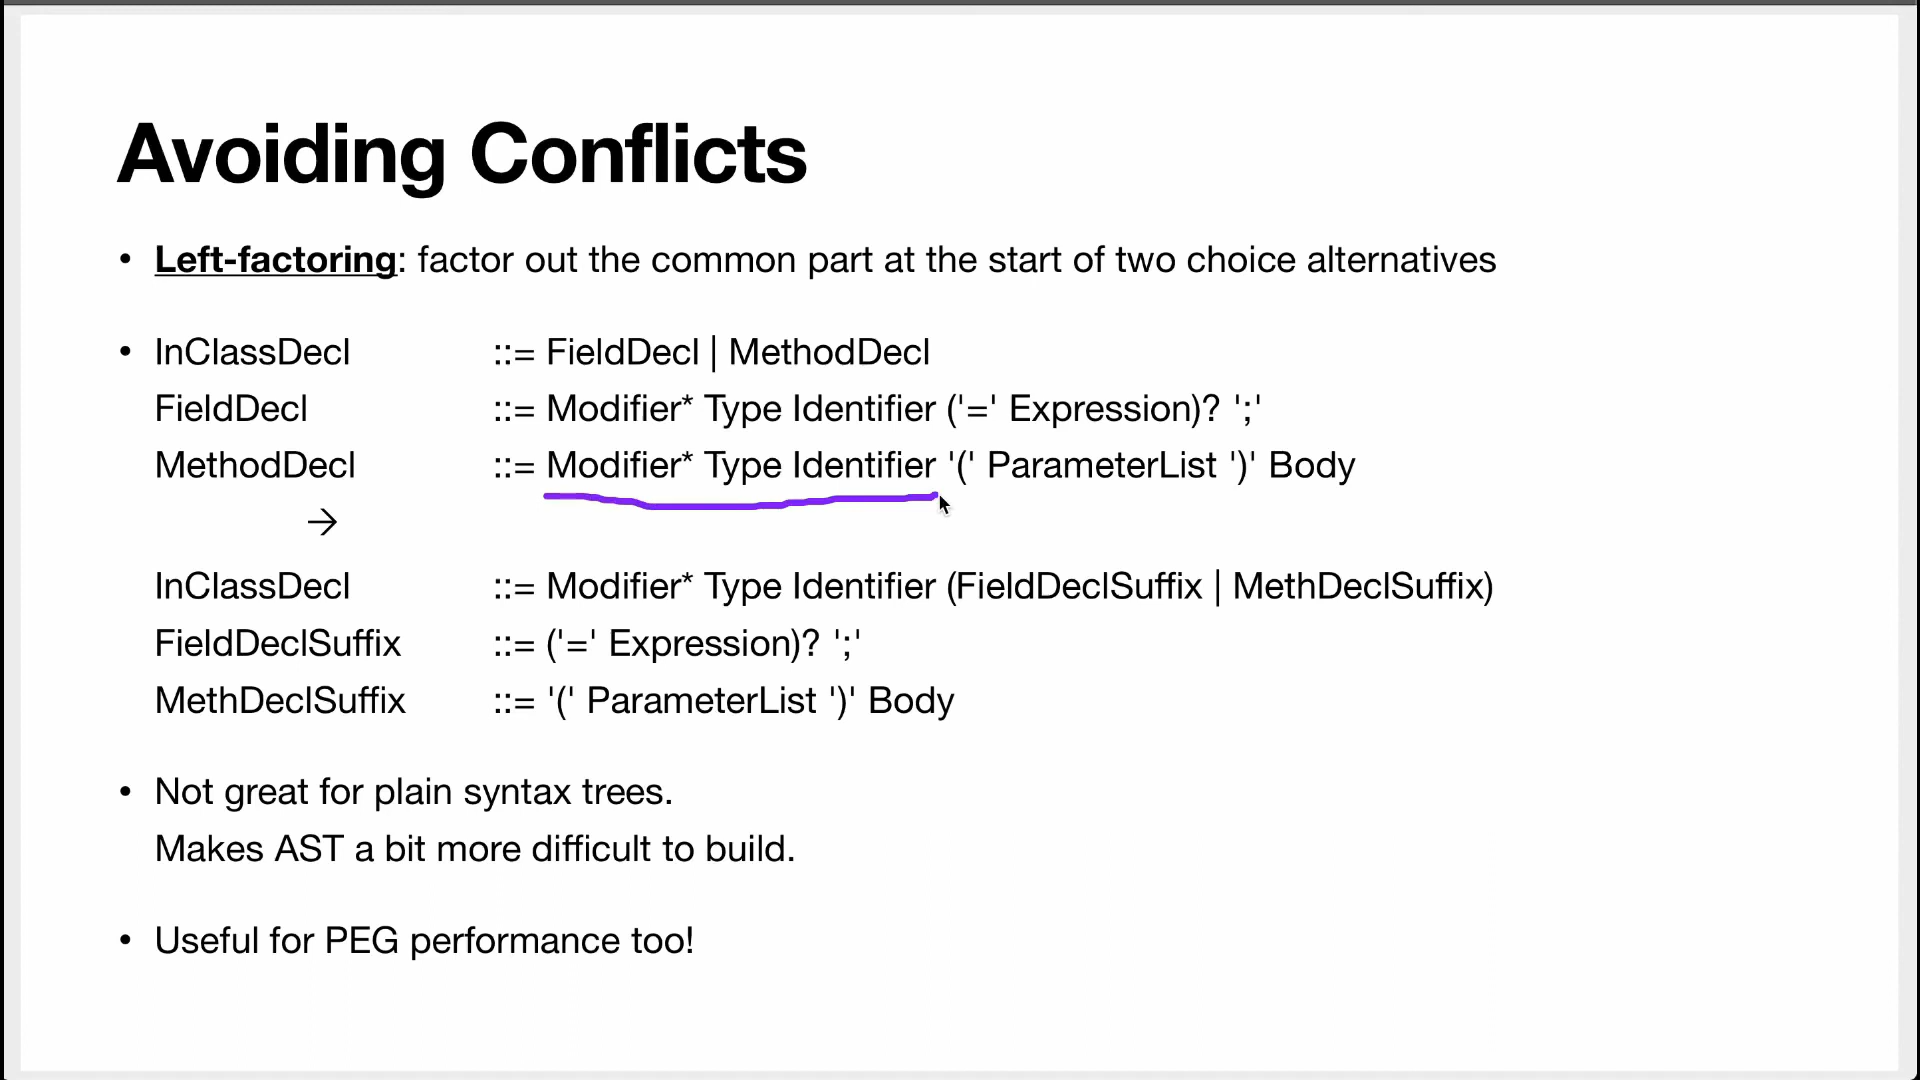 Avoiding Conflicts
• Left-factoring: factor out the common part at the start of two choice alternatives
• InClassDecl ::= FieldDecl | MethodDecl
FieldDecl ::= Modifier* Type Identifier ('=' Expression)? ';'
MethodDecl ::= Modifier* Type Identifier '(' ParameterList ')' Body
→
InClassDecl ::= Modifier* Type Identifier (FieldDeclSuffix | MethDeclSuffix)
FieldDeclSuffix ::= ('=' Expression)? ';'
MethDeclSuffix ::= '(' ParameterList ')' Body
• Not great for plain syntax trees.
Makes AST a bit more difficult to build.
• Useful for PEG performance too!